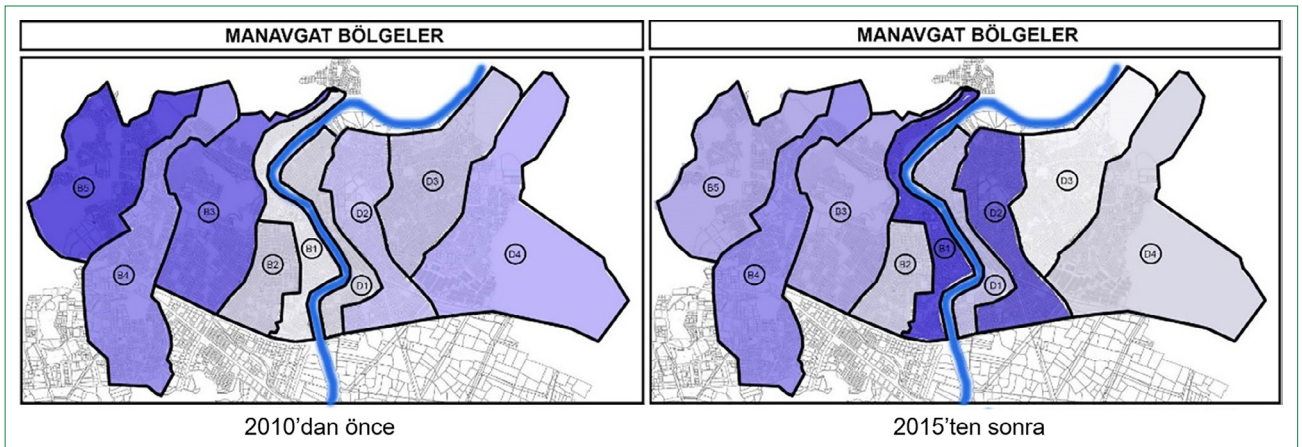 MANAVGAT BÖLGELER
B5
B4
B3
B2
B1
D1
D2
D3
D4
2010'dan önce
MANAVGAT BÖLGELER
B5
B4
B3
B2
B1
D1
D2
D3
D4
2015'ten sonra